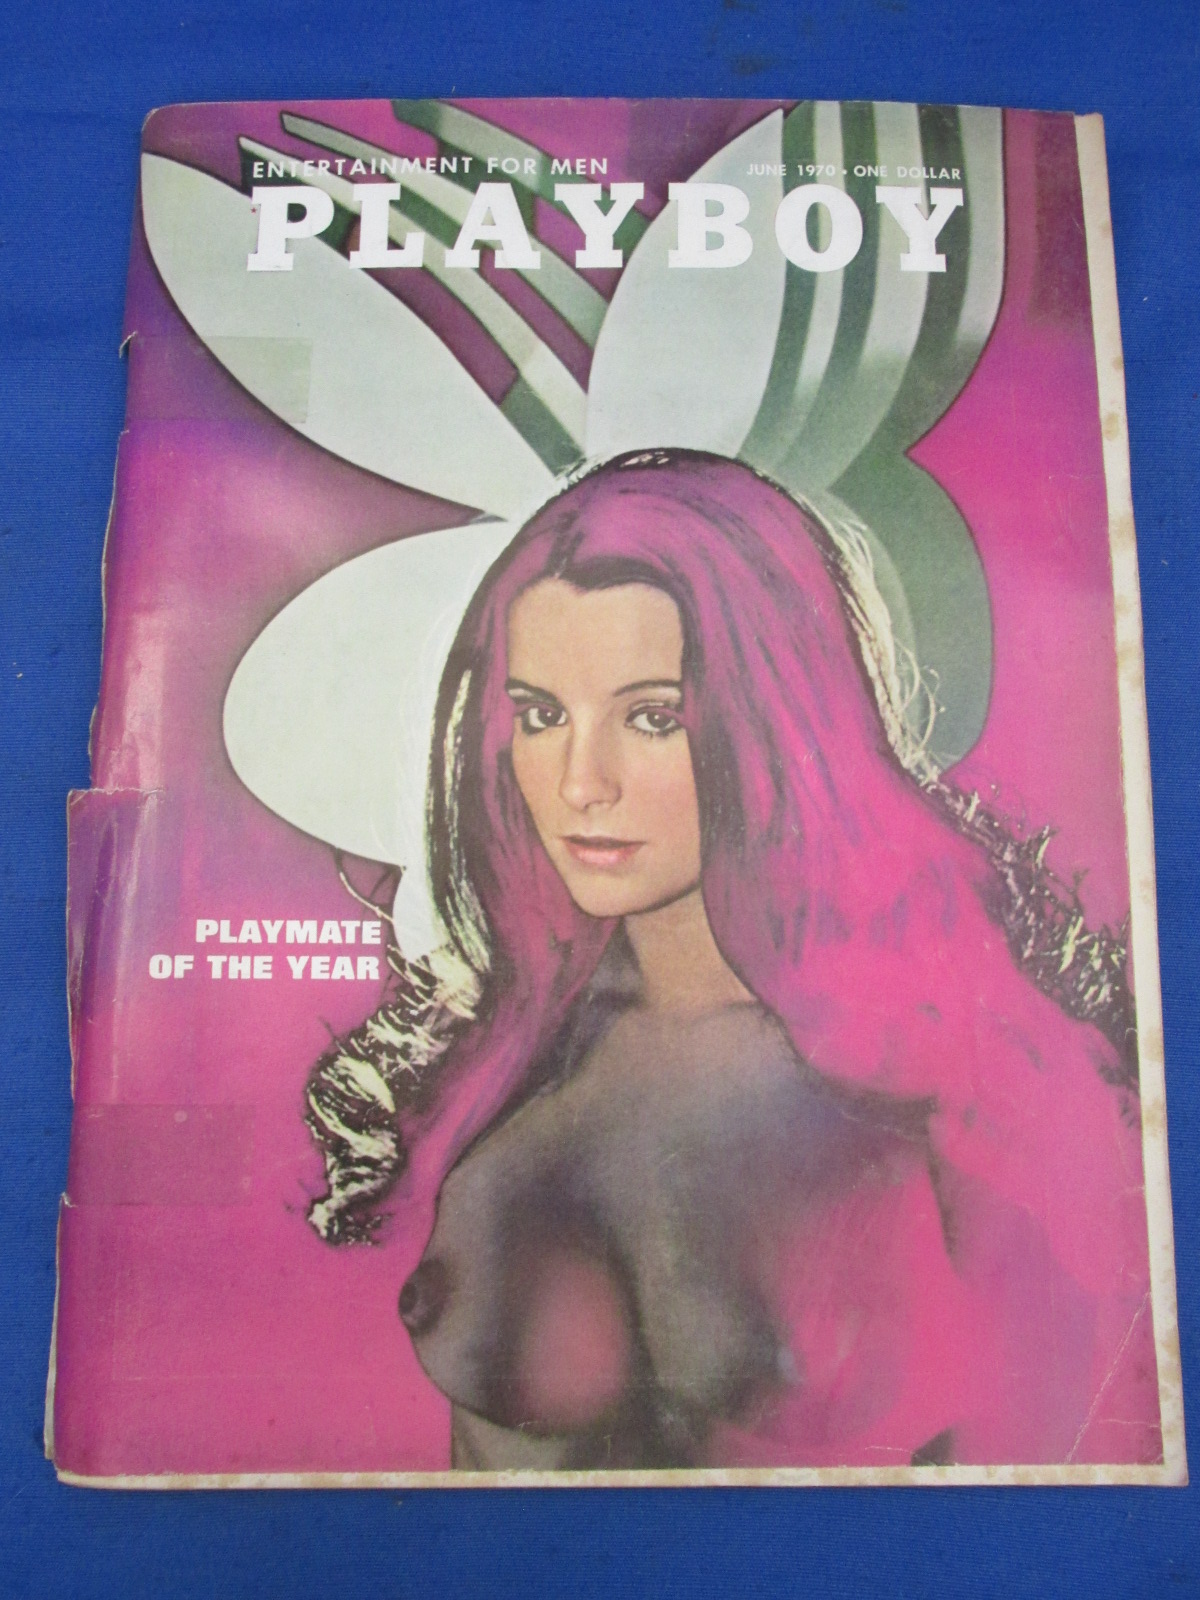 ENTERTAINMENT FOR MEN
JUNE 1970 • ONE DOLLAR
PLAYBOY
PLAYMATE
OF THE YEAR